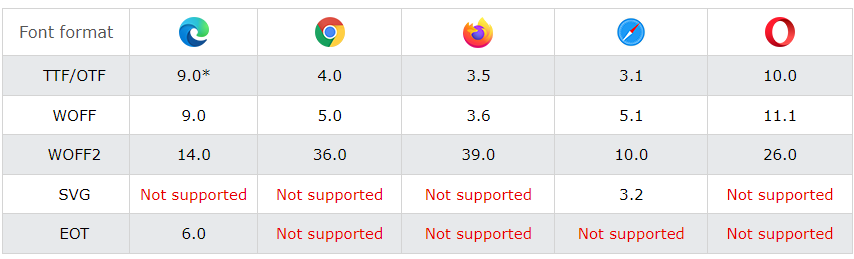 Font format
TTF/OTF 9.0* 4.0 3.5 3.1 10.0
WOFF 9.0 5.0 3.6 5.1 11.1
WOFF2 14.0 36.0 39.0 10.0 26.0
SVG Not supported Not supported Not supported 3.2 Not supported
EOT 6.0 Not supported Not supported Not supported Not supported